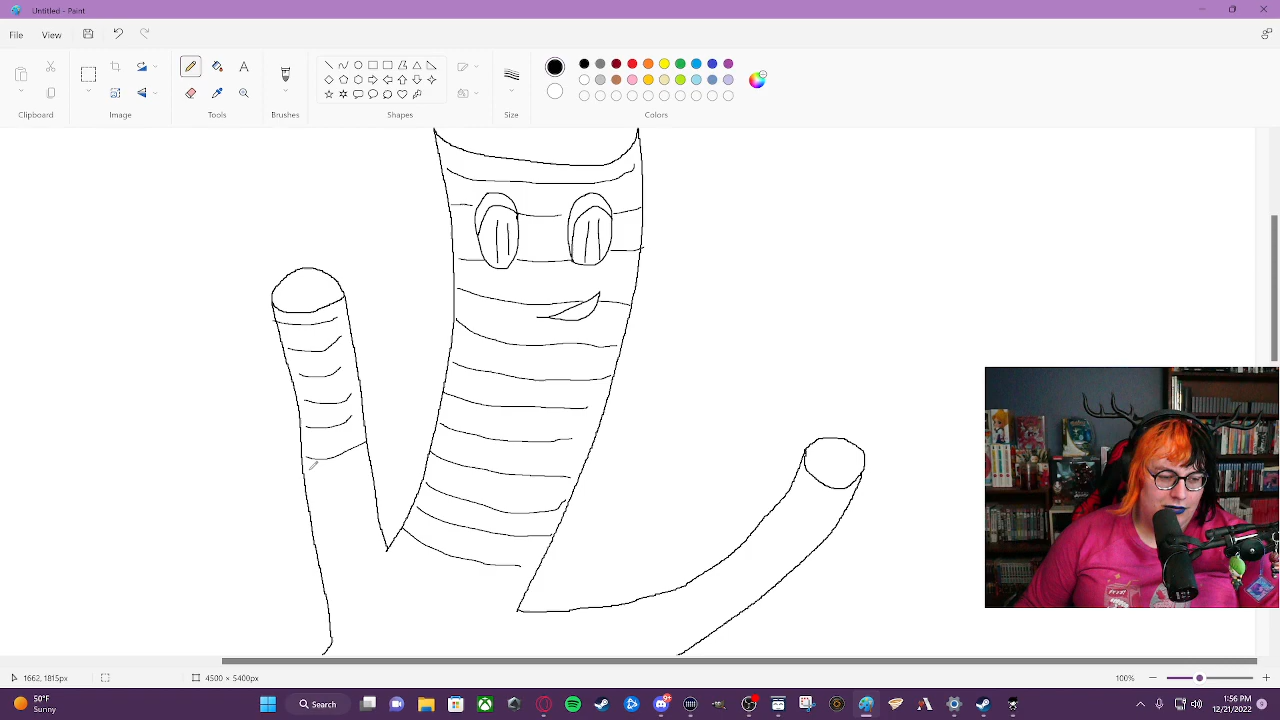 Untitled - Paint
File View
Clipboard Image Tools Brushes Shapes Size Colors
1662, 1815px 4500 × 5400px 100%
50°F
Sunny
Search
1:56 PM
12/21/2022